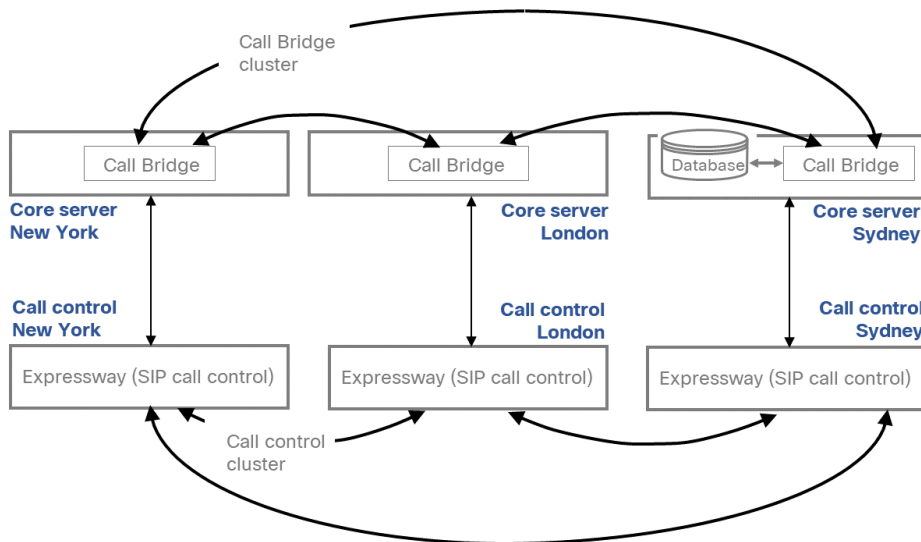 Call Bridge
cluster
Call Bridge
Call Bridge
Database
Call Bridge
Core server
New York
Core server
London
Core server
Sydney
Call control
New York
Call control
London
Call control
Sydney
Expressway (SIP call control)
Expressway (SIP call control)
Expressway (SIP call control)
Call control
cluster